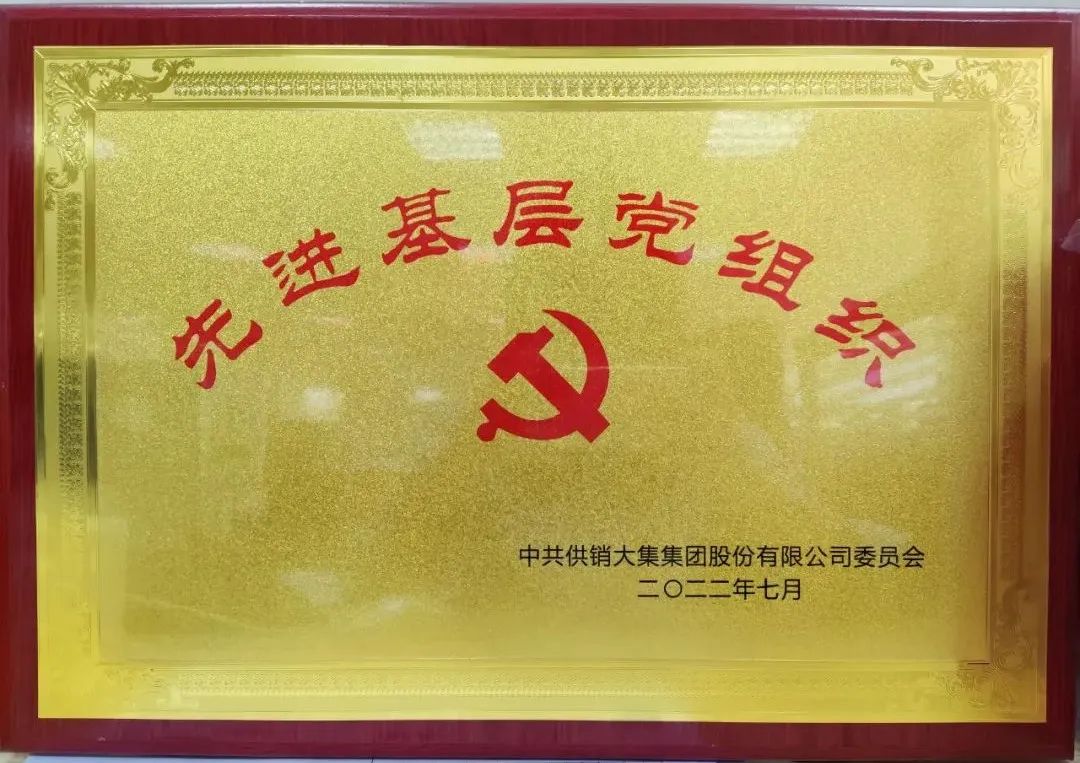 先进基层党组织
中共供销大集集团股份有限公司委员会
二〇二二年七月